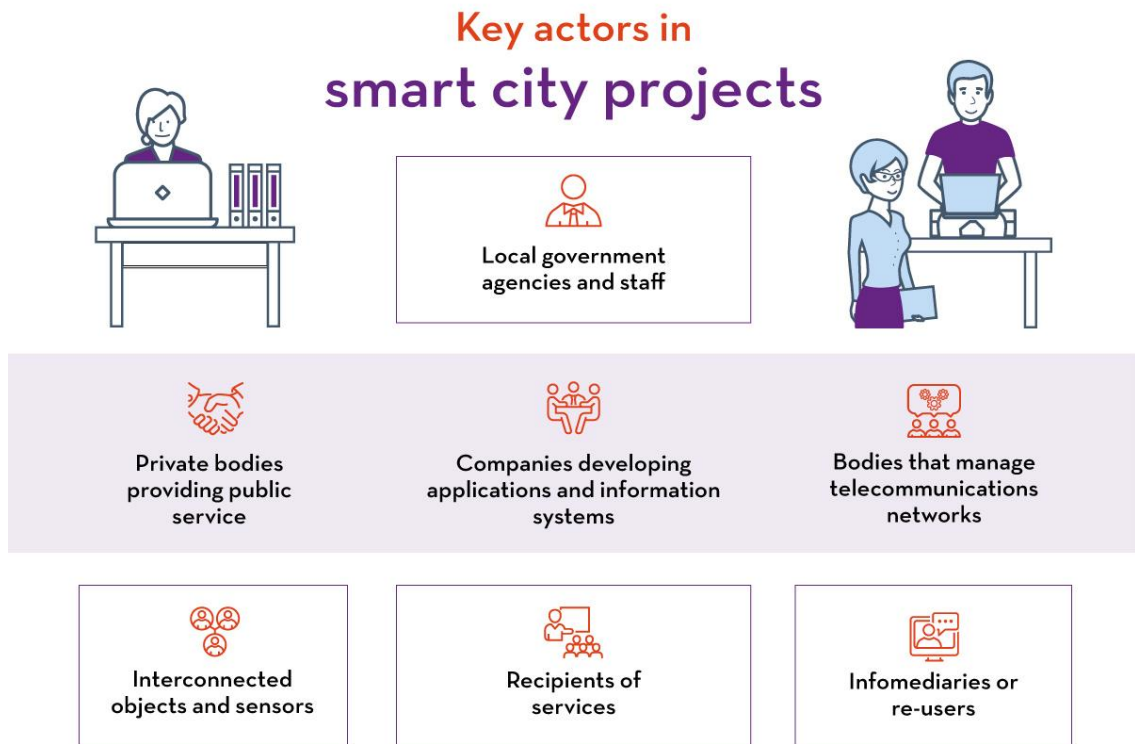 Key actors in
smart city projects
Local government
agencies and staff
Private bodies
providing public
service
Companies developing
applications and information
systems
Bodies that manage
telecommunications
networks
Interconnected
objects and sensors
Recipients of
services
Infomediaries or
re-users